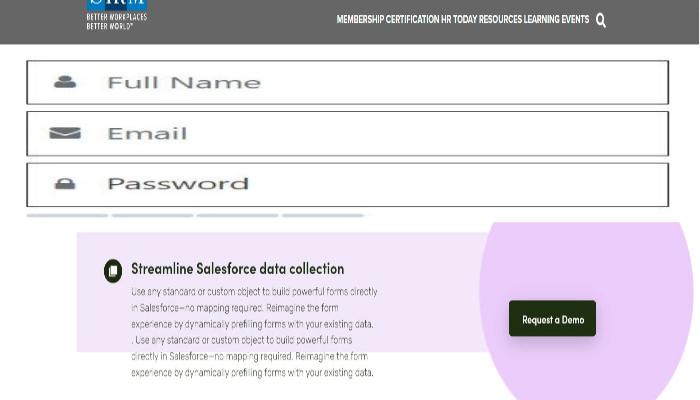 SHRM
BETTER WORKPLACES
BETTER WORLD™
MEMBERSHIP CERTIFICATION HR TODAY RESOURCES LEARNING EVENTS
Full Name
Email
Password
Streamline Salesforce data collection
Use any standard or custom object to build powerful forms directly
in Salesforce—no mapping required. Reimagine the form
experience by dynamically prefilling forms with your existing data.
. Use any standard or custom object to build powerful forms
directly in Salesforce—no mapping required. Reimagine the form
experience by dynamically prefilling forms with your existing data.
Request a Demo